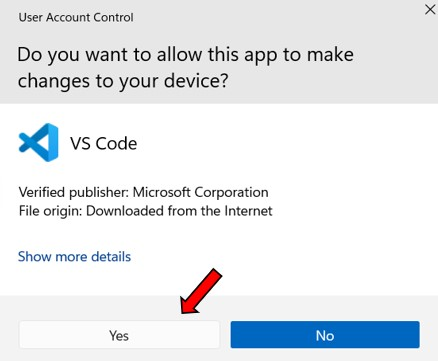 User Account Control
Do you want to allow this app to make
changes to your device?
VS Code
Verified publisher: Microsoft Corporation
File origin: Downloaded from the Internet
Show more details
Yes
No